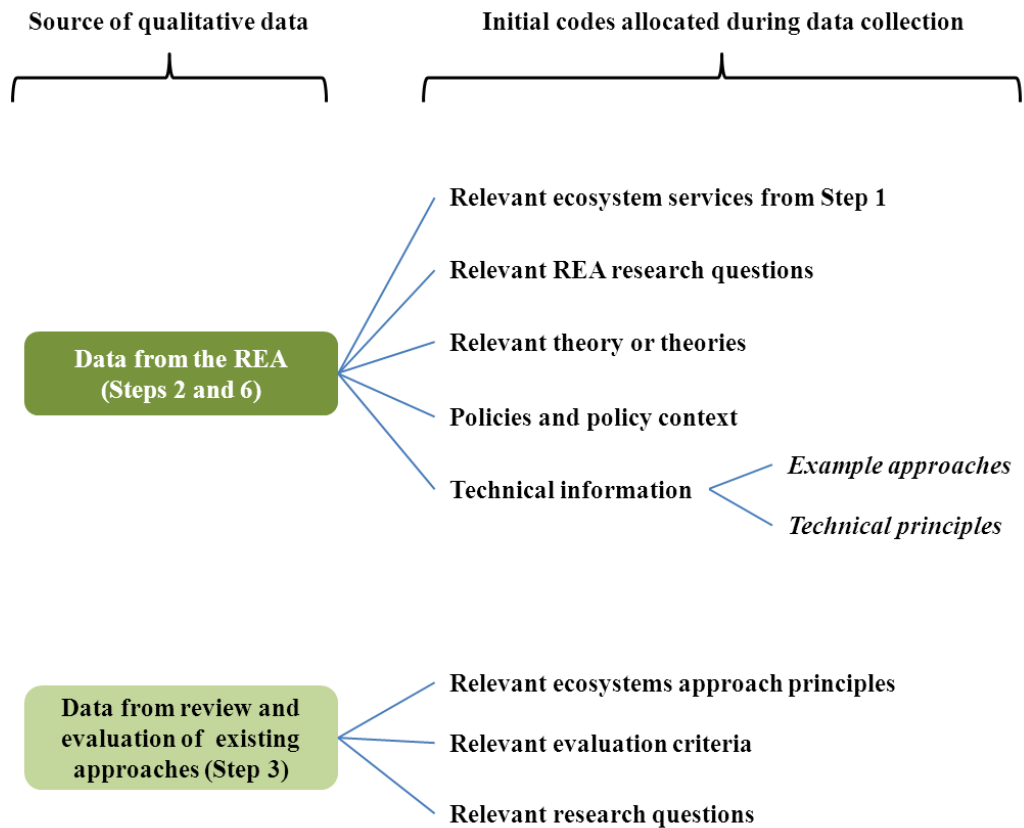 Source of qualitative data
Initial codes allocated during data collection
Relevant ecosystem services from Step 1
Relevant REA research questions
Data from the REA
(Steps 2 and 6)
Relevant theory or theories
Policies and policy context
Technical information
Example approaches
Technical principles
Data from review and
evaluation of existing
approaches (Step 3)
Relevant ecosystems approach principles
Relevant evaluation criteria
Relevant research questions